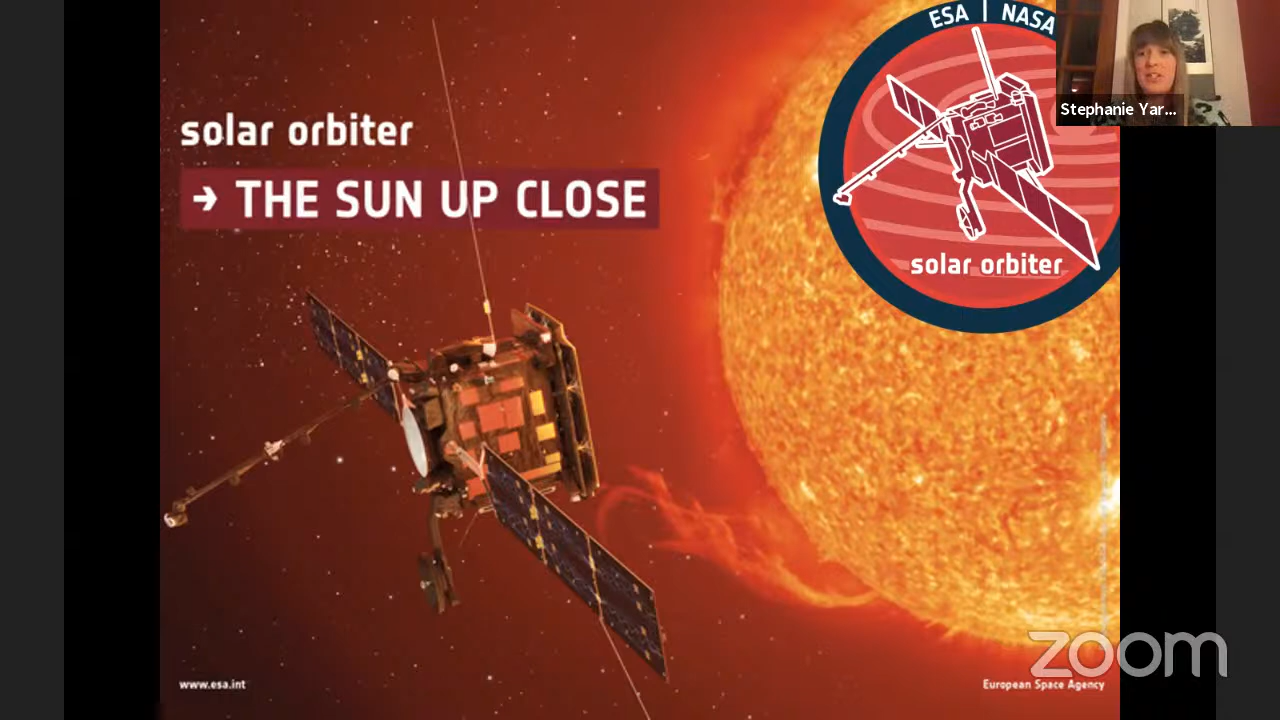 ESA | NASA
Stephanie Yar...
solar orbiter
→ THE SUN UP CLOSE
solar orbiter
zoom
www.esa.int
European Space Agency